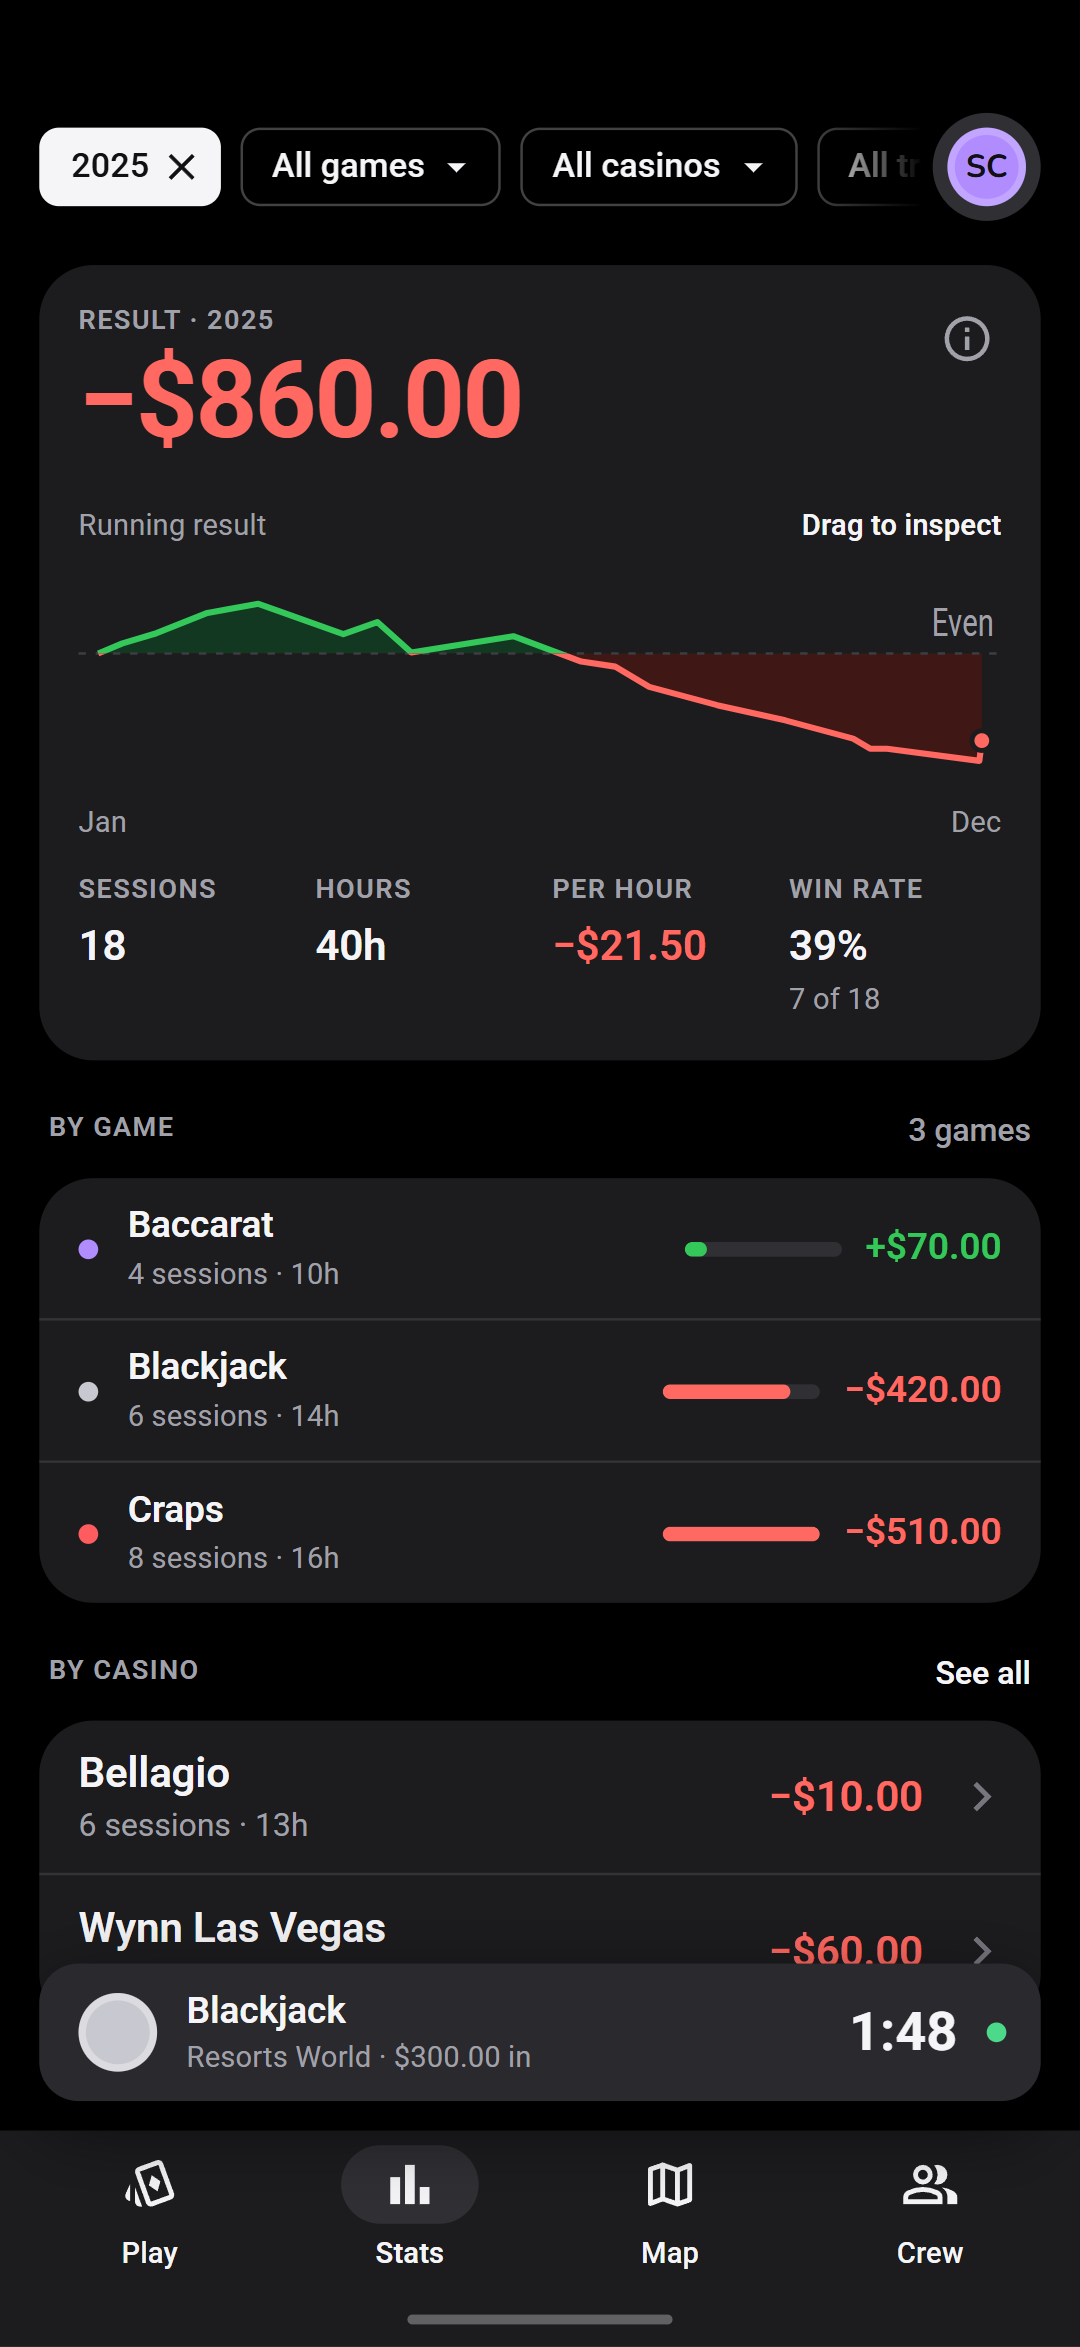 2025
All games
All casinos
All tr
SC
RESULT · 2025
−$860.00
Running result
Drag to inspect
Even
Jan
Dec
SESSIONS
HOURS
PER HOUR
WIN RATE
18
40h
−$21.50
39%
7 of 18
BY GAME
3 games
Baccarat
4 sessions · 10h
+$70.00
Blackjack
6 sessions · 14h
−$420.00
Craps
8 sessions · 16h
−$510.00
BY CASINO
See all
Bellagio
6 sessions · 13h
−$10.00
Wynn Las Vegas
−$60.00
Blackjack
Resorts World · $300.00 in
1:48
Play
Stats
Map
Crew